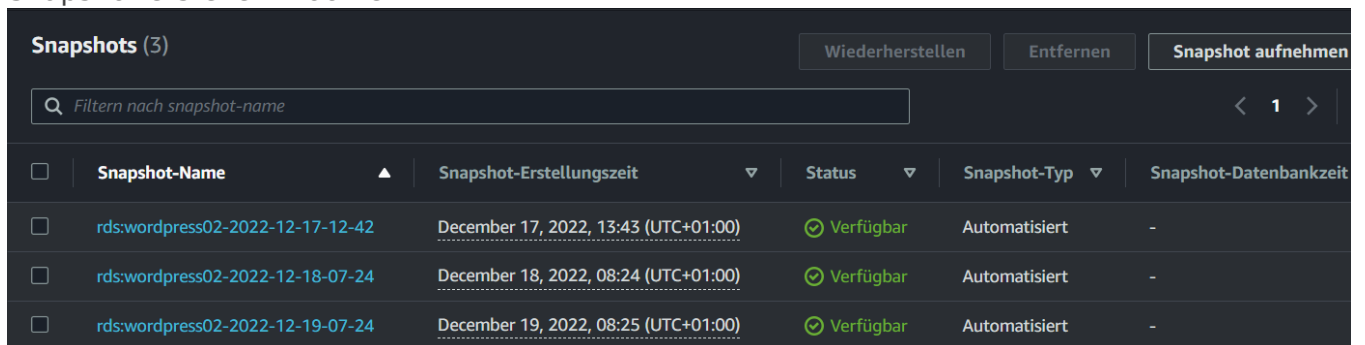 Snapshots (3)
Wiederherstellen
Entfernen
Snapshot aufnehmen
Filtern nach snapshot-name
1
Snapshot-Name Snapshot-Erstellungszeit Status Snapshot-Typ Snapshot-Datenbankzeit
rds:wordpress02-2022-12-17-12-42 December 17, 2022, 13:43 (UTC+01:00) Verfügbar Automatisiert -
rds:wordpress02-2022-12-18-07-24 December 18, 2022, 08:24 (UTC+01:00) Verfügbar Automatisiert -
rds:wordpress02-2022-12-19-07-24 December 19, 2022, 08:25 (UTC+01:00) Verfügbar Automatisiert -